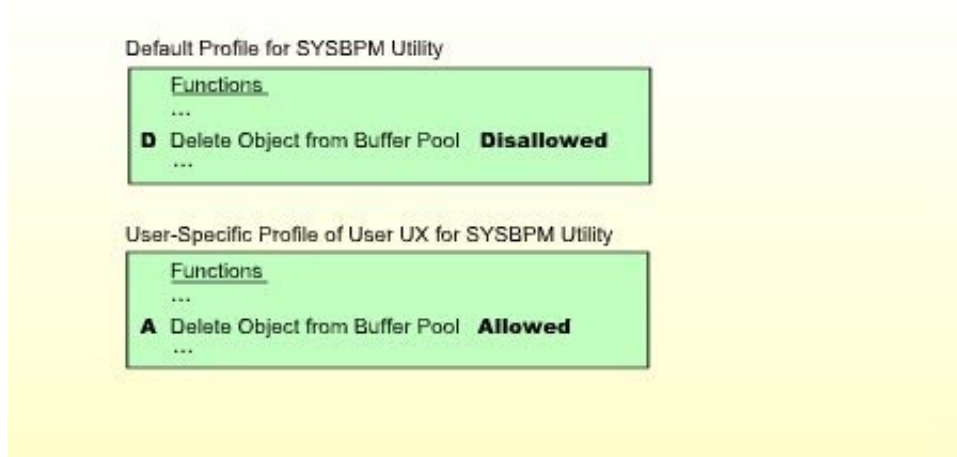 Default Profile for SYSBPM Utility
Functions
...
D Delete Object from Buffer Pool Disallowed
...
User-Specific Profile of User UX for SYSBPM Utility
Functions
...
A Delete Object from Buffer Pool Allowed
...